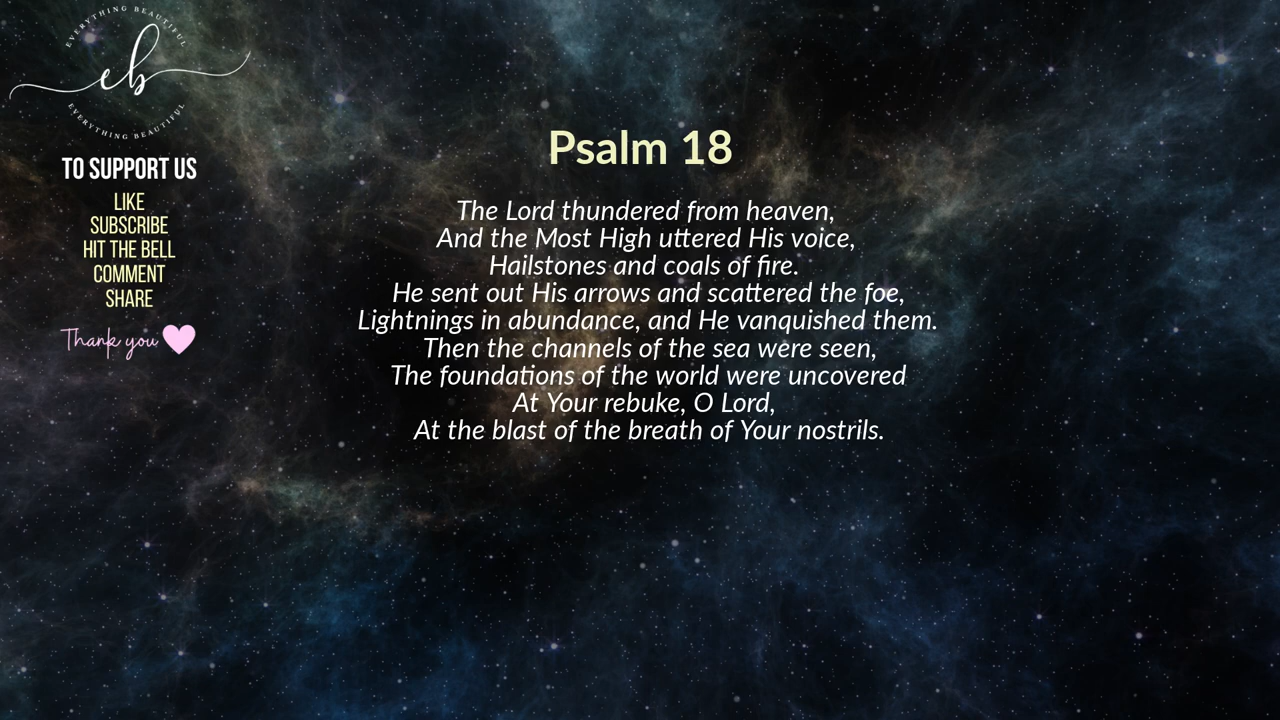 EVERYTHING BEAUTIFUL
eb
EVERYTHING BEAUTIFUL
TO SUPPORT US
LIKE
SUBSCRIBE
HIT THE BELL
COMMENT
SHARE
Thank you
Psalm 18
The Lord thundered from heaven,
And the Most High uttered His voice,
Hailstones and coals of fire.
He sent out His arrows and scattered the foe,
Lightnings in abundance, and He vanquished them.
Then the channels of the sea were seen,
The foundations of the world were uncovered
At Your rebuke, O Lord,
At the blast of the breath of Your nostrils.